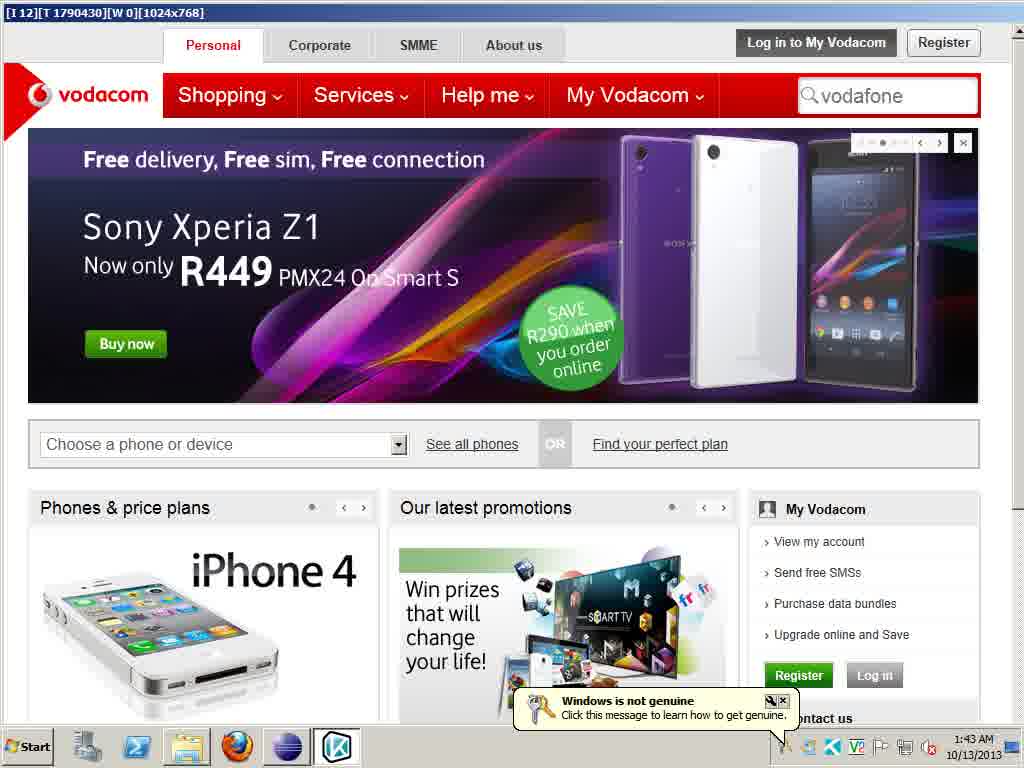 [I 12][T 1790430][W 0][1024x768]
Personal Corporate SMME About us Log in to My Vodacom Register
vodacom Shopping Services Help me My Vodacom vodafone
Free delivery, Free sim, Free connection
Sony Xperia Z1
Now only R449 PMX24 On Smart S
SAVE
R290 when
you order
online
Buy now
SONY
Choose a phone or device See all phones OR Find your perfect plan
Phones & price plans
iPhone 4
Our latest promotions
Win prizes
that will
change
your life!
SMART TV
My Vodacom
View my account
Send free SMSs
Purchase data bundles
Upgrade online and Save
Register Log in
ontact us
Windows is not genuine
Click this message to learn how to get genuine.
Start
1:43 AM
10/13/2013